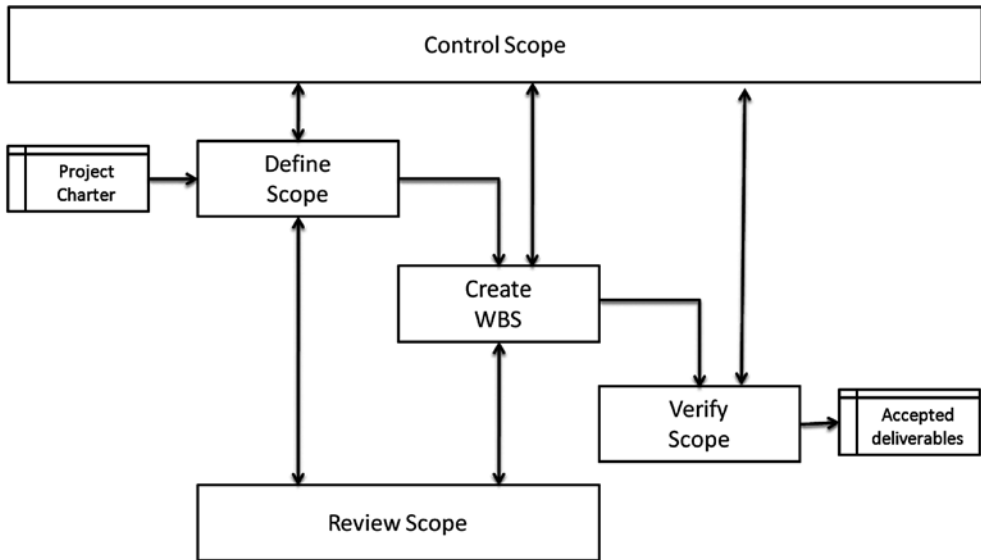 Control Scope
Project
Charter
Define
Scope
Create
WBS
Verify
Scope
Accepted
deliverables
Review Scope